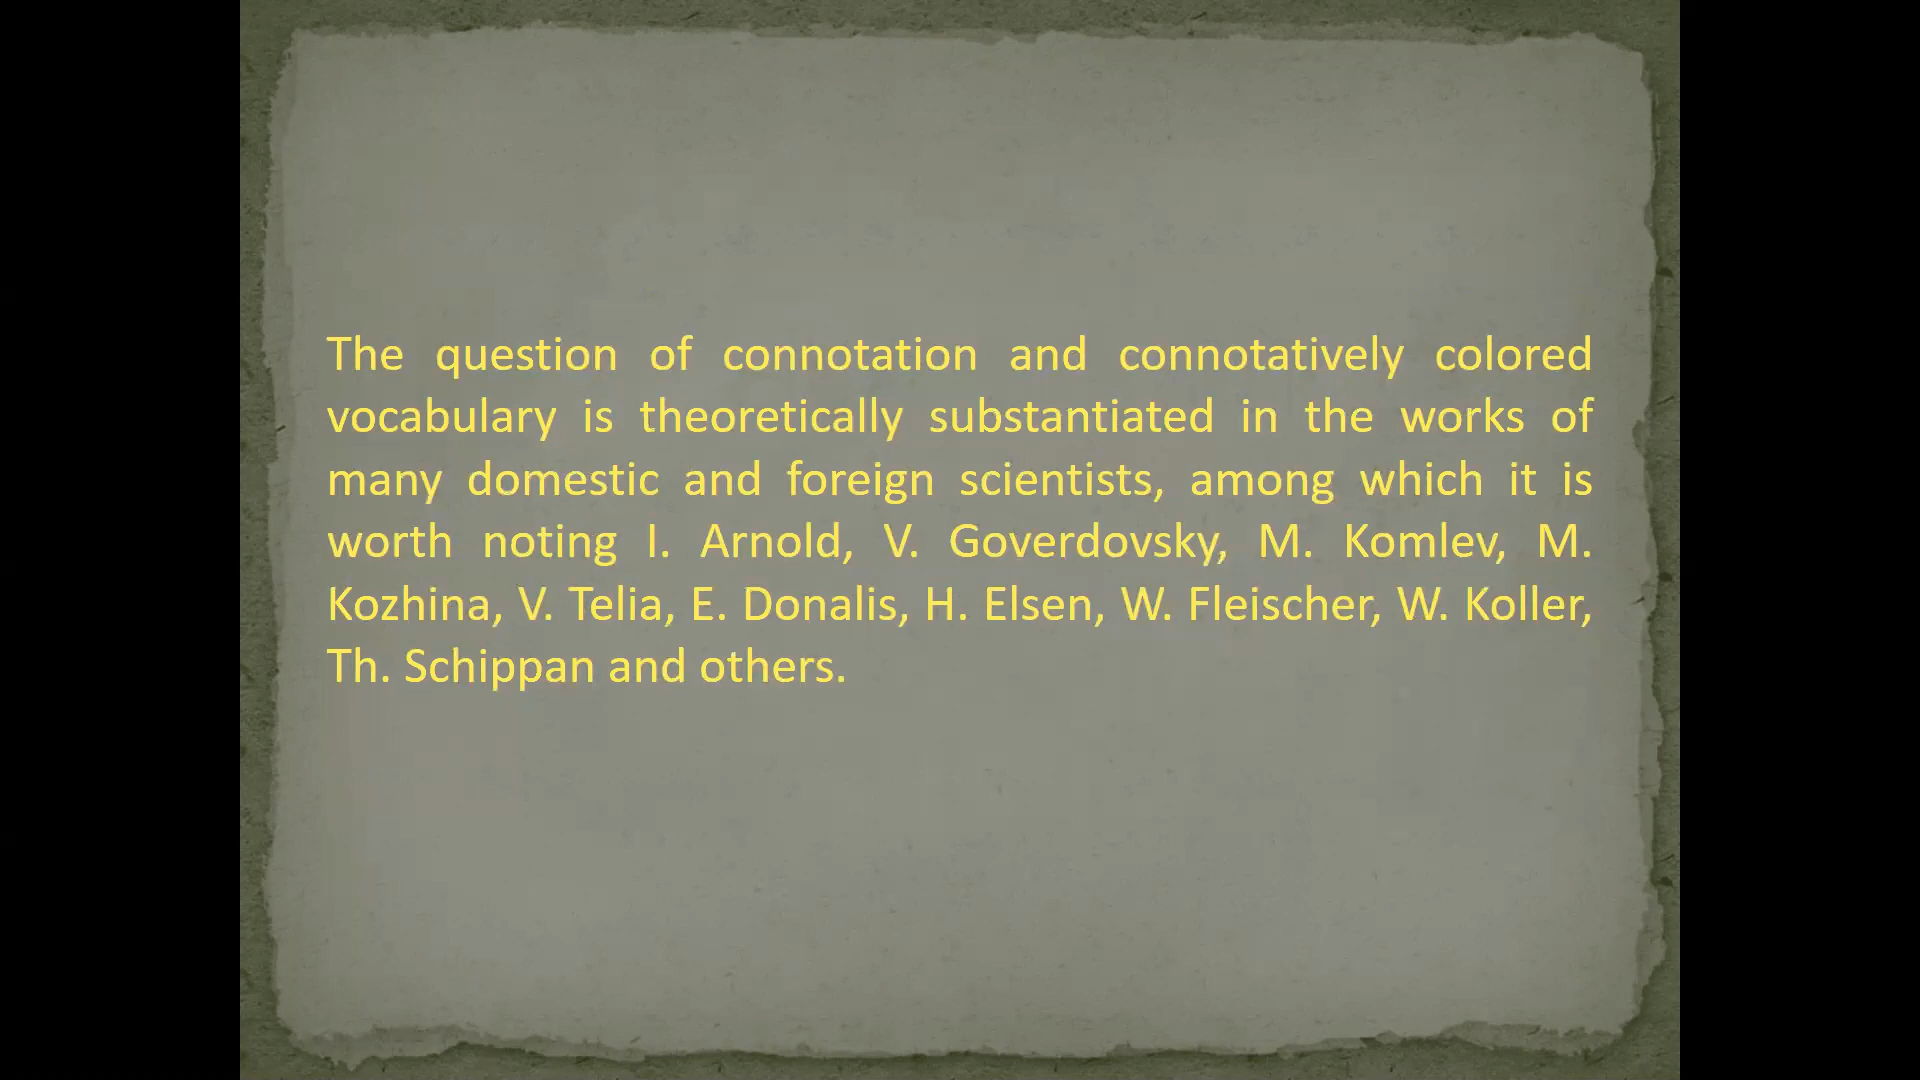 The question of connotation and connotatively colored
vocabulary is theoretically substantiated in the works of
many domestic and foreign scientists, among which it is
worth noting I. Arnold, V. Goverdovsky, M. Komlev, M.
Kozhina, V. Telia, E. Donalis, H. Elsen, W. Fleischer, W. Koller,
Th. Schippan and others.